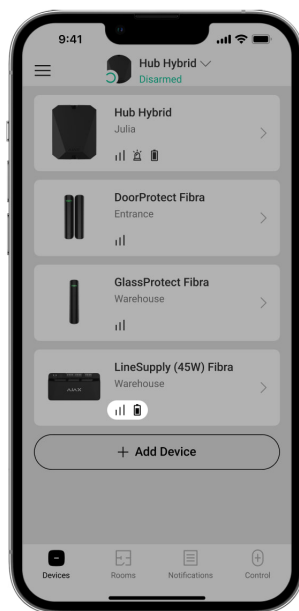 9:41
Hub Hybrid
Disarmed
Hub Hybrid
Julia
DoorProtect Fibra
Entrance
GlassProtect Fibra
Warehouse
LineSupply (45W) Fibra
Warehouse
AJAX
+ Add Device
Devices
Rooms
Notifications
Control